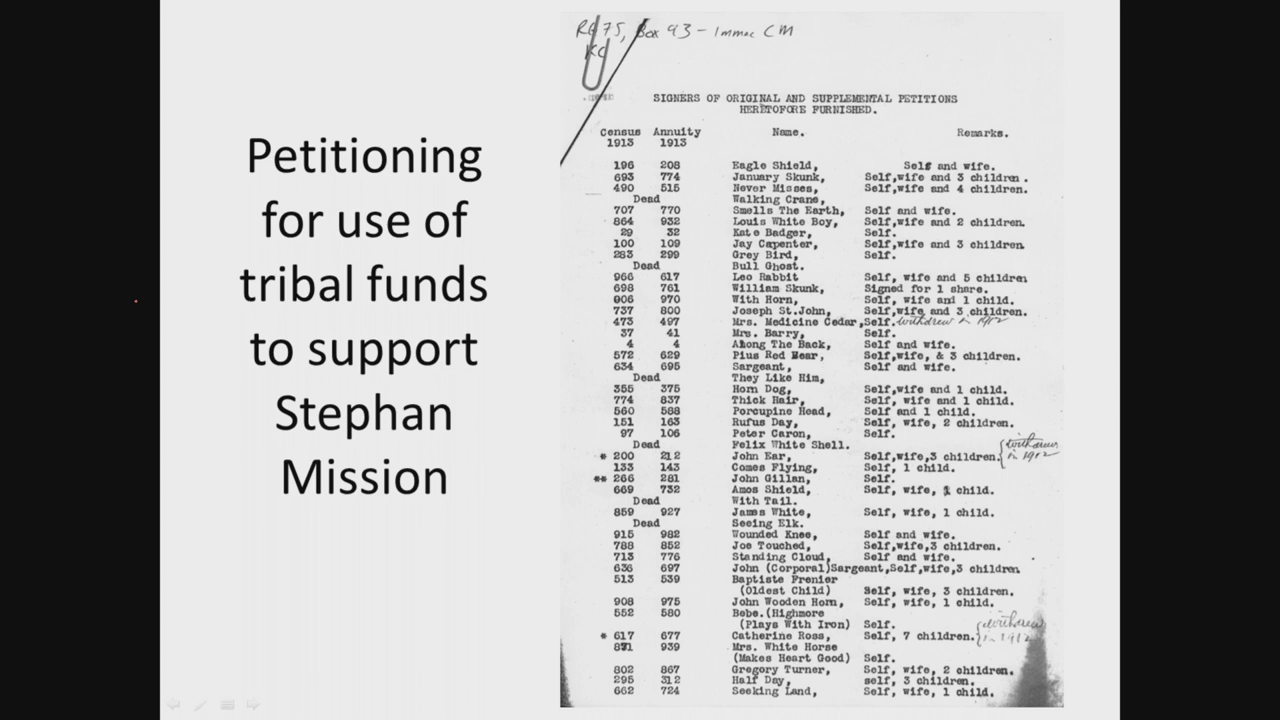 Petitioning
for use of
tribal funds
to support
Stephan
Mission
RG 75, Box 93 - Immac CM
KC
SIGNERS OF ORIGINAL AND SUPPLEMENTAL PETITIONS
HERETOFORE FURNISHED.
Census Annuity Name. Remarks.
1913 1913
196 208 Eagle Shield, Self and wife.
693 774 January Skunk, Self,wife and 3 children.
490 515 Never Misses, Self,wife and 4 children.
Dead Walking Crane,
707 770 Smells The Earth, Self and wife.
864 932 Louis White Boy, Self,wife and 2 children.
29 32 Kate Badger, Self.
100 109 Jay Capenter, Self,wife and 3 children
283 299 Grey Bird, Self.
Dead Bull Ghost.
966 617 Leo Rabbit Self, wife and 5 children
698 761 William Skunk, Signed for 1 share.
906 970 With Horn, Self, wife and 1 child.
737 800 Joseph St.John, Self,wife and 3 children.
473 497 Mrs. Medicine Cedar,Self. withdrew in 1912
37 41 Mrs. Barry, Self.
4 4 Along The Back, Self and wife.
572 629 Pius Red Bear, Self,wife, & 3 children.
634 695 Sargeant, Self and wife.
Dead They Like Him,
355 375 Horn Dog, Self,wife and 1 child.
774 837 Thick Hair, Self, wife and 1 child.
560 588 Porcupine Head, Self and 1 child.
151 163 Rufus Day, Self, wife, 2 children.
97 106 Peter Caron, Self.
Dead Felix White Shell.
* 200 212 John Ear, Self,wife,3 children. withdrew in 1912
133 143 Comes Flying, Self, 1 child.
** 266 281 John Gillan, Self.
669 732 Amos Shield, Self, wife, 1 child.
Dead With Tail.
859 927 James White, Self, wife, 1 child.
Dead Seeing Elk.
915 982 Wounded Knee, Self and wife.
788 852 Joe Touched, Self,wife,3 children.
713 776 Standing Cloud, Self and wife.
636 697 John (Corporal)Sargeant,Self,wife,3 children
513 539 Baptiste Frenier
(Oldest Child) Self, wife, 3 children.
908 975 John Wooden Horn, Self, wife, 1 child.
552 580 Bebe.(Highmore
(Plays With Iron) Self.
* 617 677 Catherine Ross, Self, 7 children. withdrew in 1912
871 939 Mrs. White Horse
(Makes Heart Good) Self.
802 867 Gregory Turner, Self, wife, 2 children.
295 312 Half Day, self, 3 children.
662 724 Seeking Land, Self, wife, 1 child.